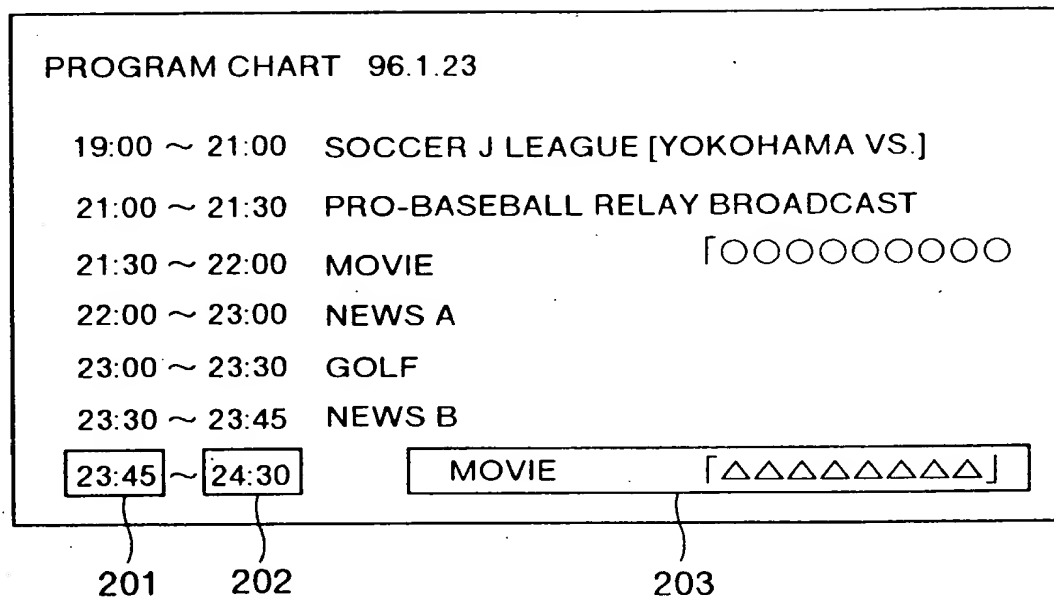 PROGRAM CHART 96.1.23
19:00 ~ 21:00 SOCCER J LEAGUE [YOKOHAMA VS.]
21:00 ~ 21:30 PRO-BASEBALL RELAY BROADCAST
21:30 ~ 22:00 MOVIE 「○○○○○○○○○
22:00 ~ 23:00 NEWS A
23:00 ~ 23:30 GOLF
23:30 ~ 23:45 NEWS B
23:45 ~ 24:30 MOVIE 「△△△△△△△△」
201 202 203